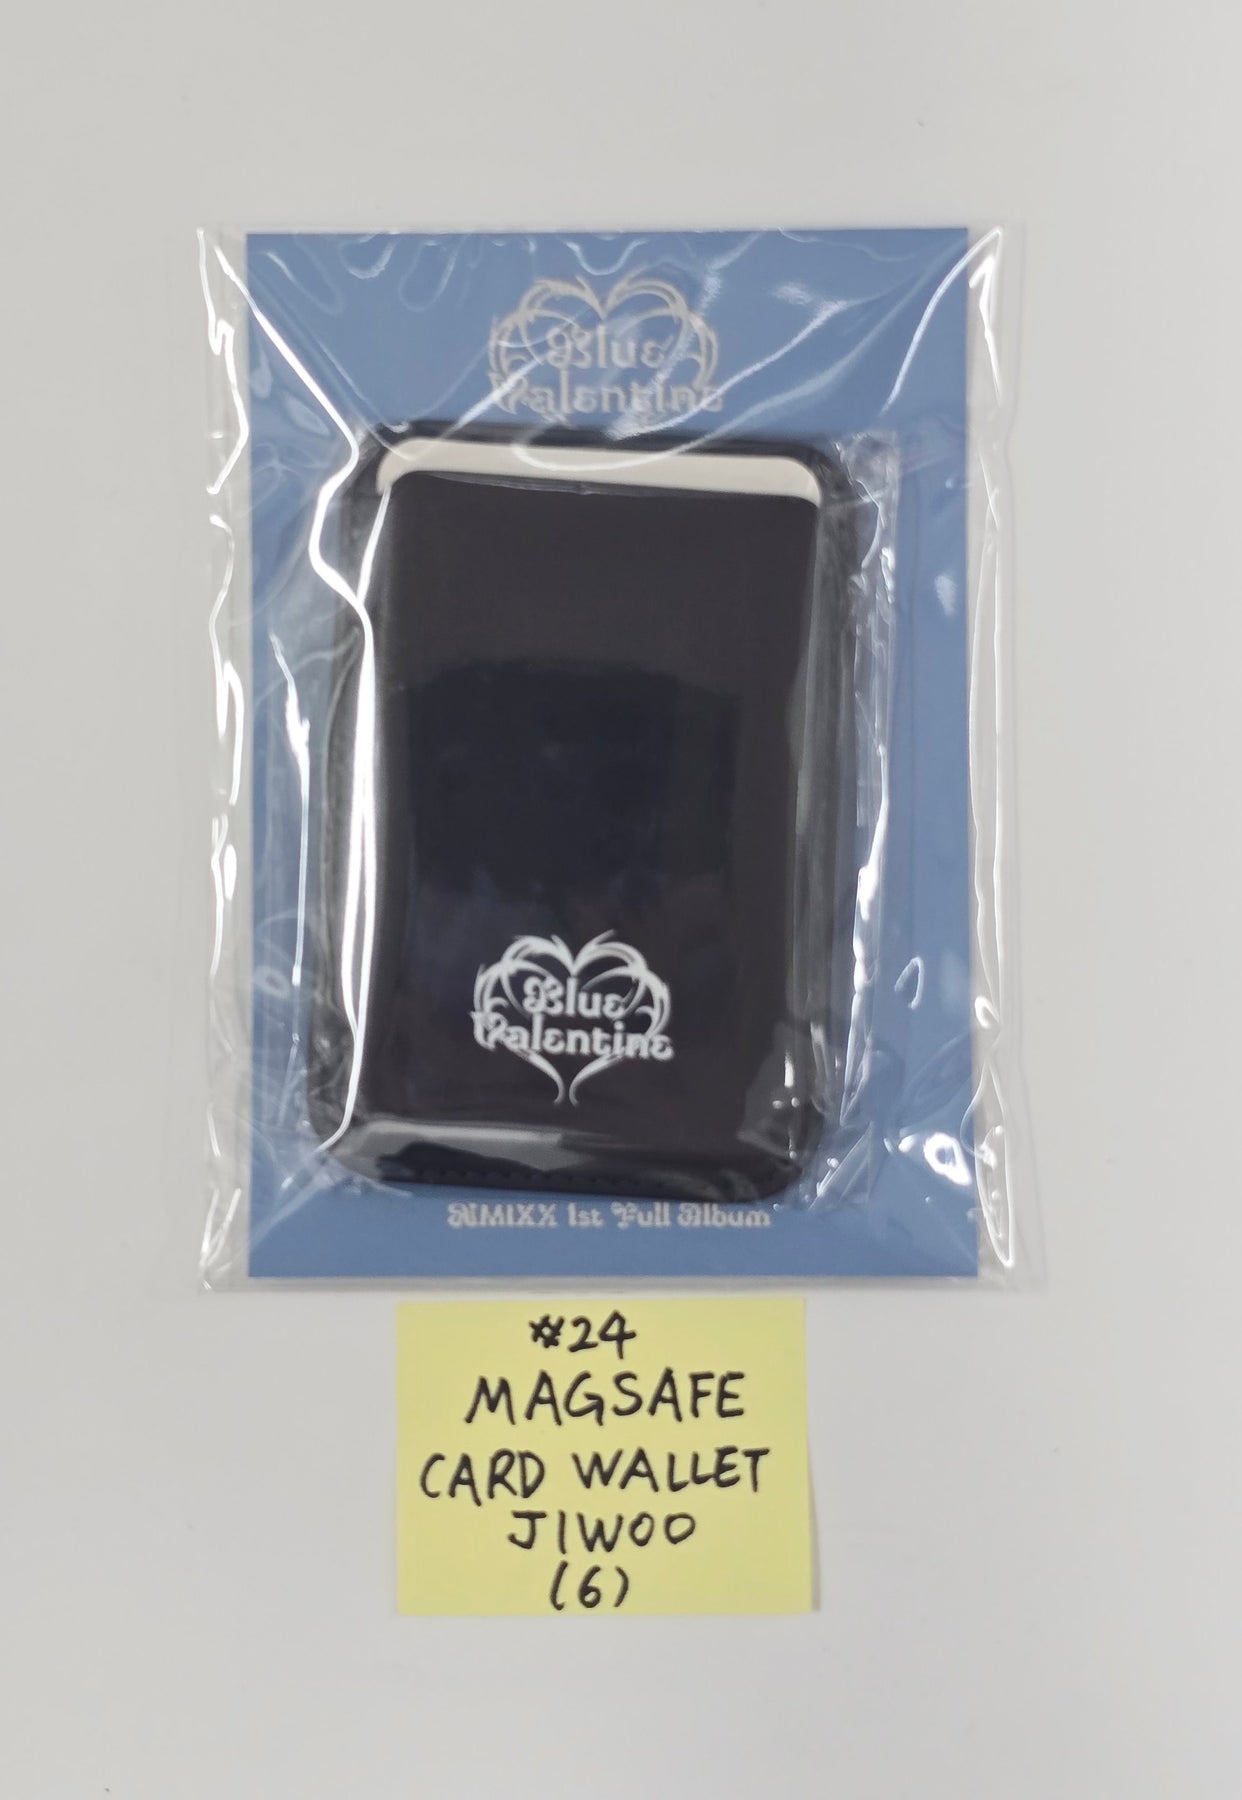 Blue
Valentine
Blue
Valentine
NMIXX 1st Full Album
#24
MAGSAFE
CARD WALLET
JIWOO
(6)